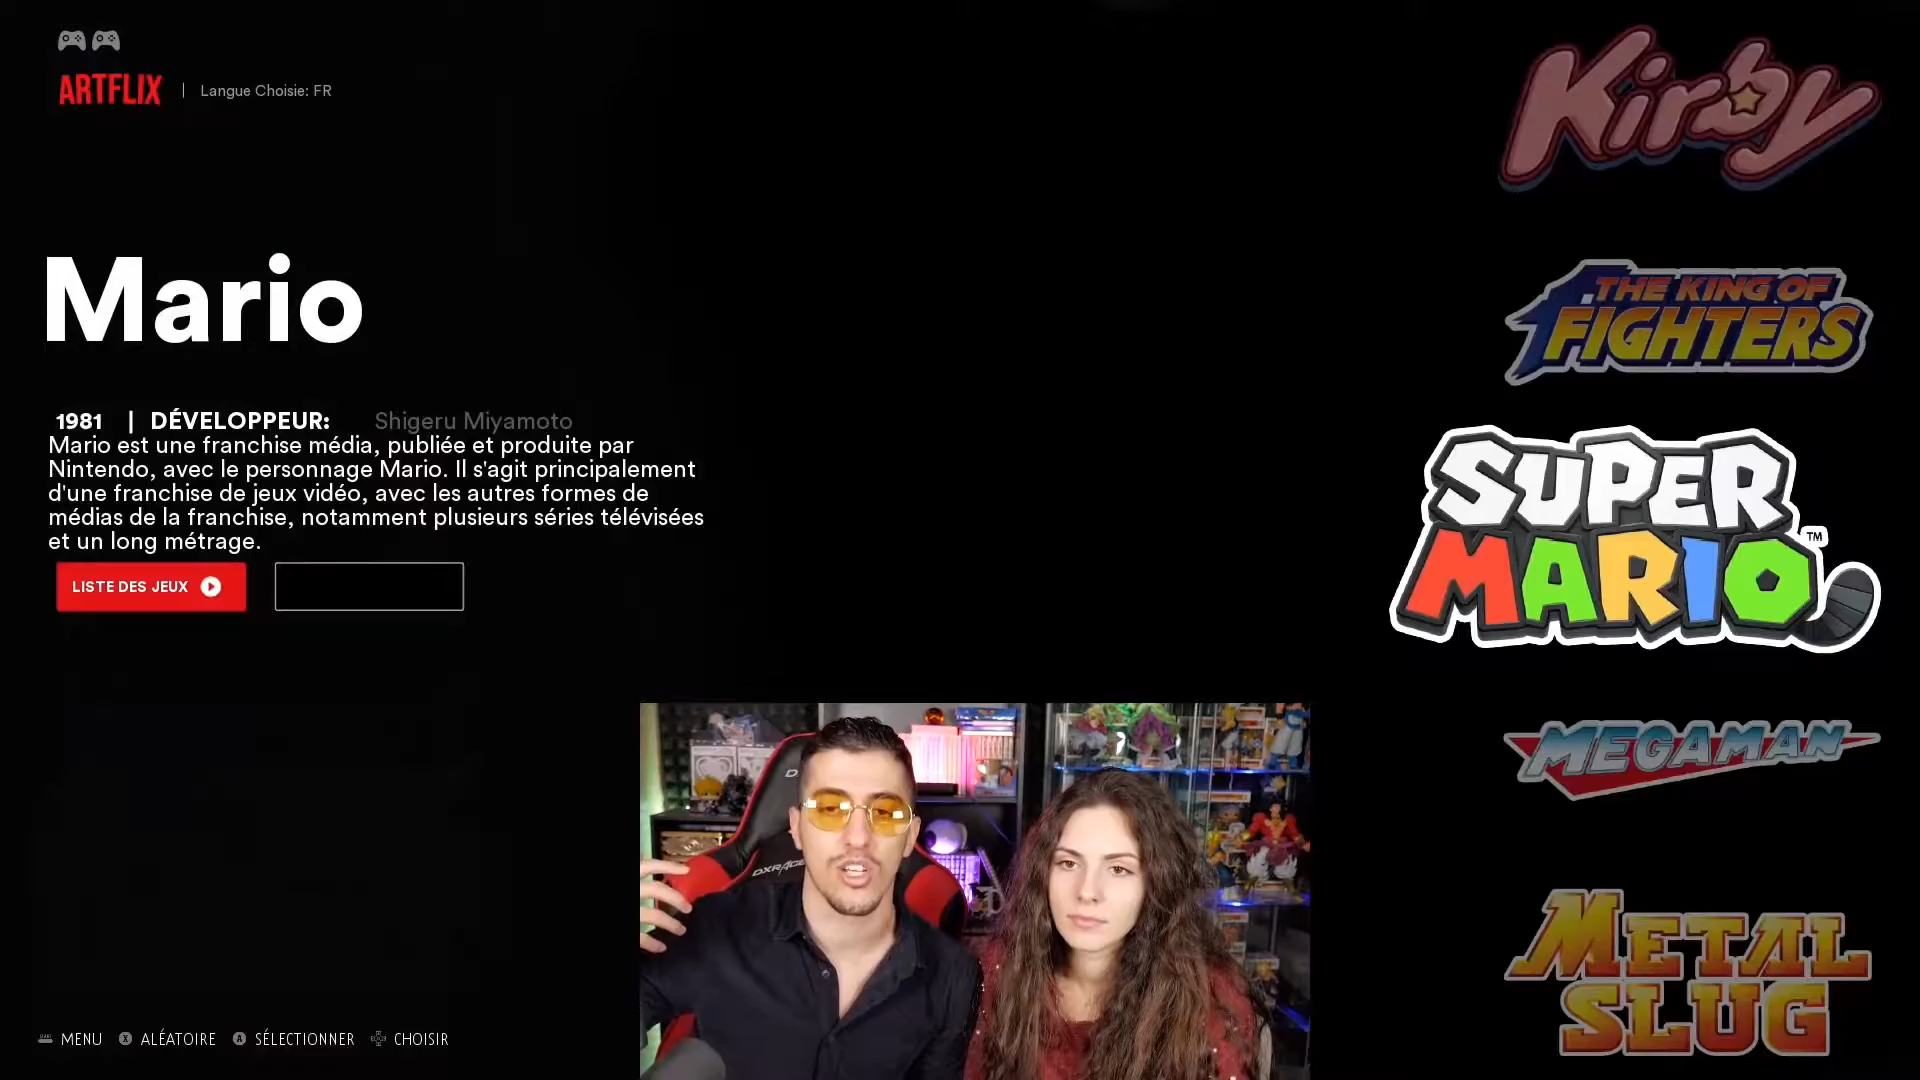 ARTFLIX | Langue Choisie: FR
Mario
1981 | DÉVELOPPEUR: Shigeru Miyamoto
Mario est une franchise média, publiée et produite par
Nintendo, avec le personnage Mario. Il s'agit principalement
d'une franchise de jeux vidéo, avec les autres formes de
médias de la franchise, notamment plusieurs séries télévisées
et un long métrage.
LISTE DES JEUX
Kirby
THE KING OF
FIGHTERS
SUPER
MARIO™
MEGAMAN
METAL
SLUG
DXRACER
MENU X ALÉATOIRE A SÉLECTIONNER CHOISIR